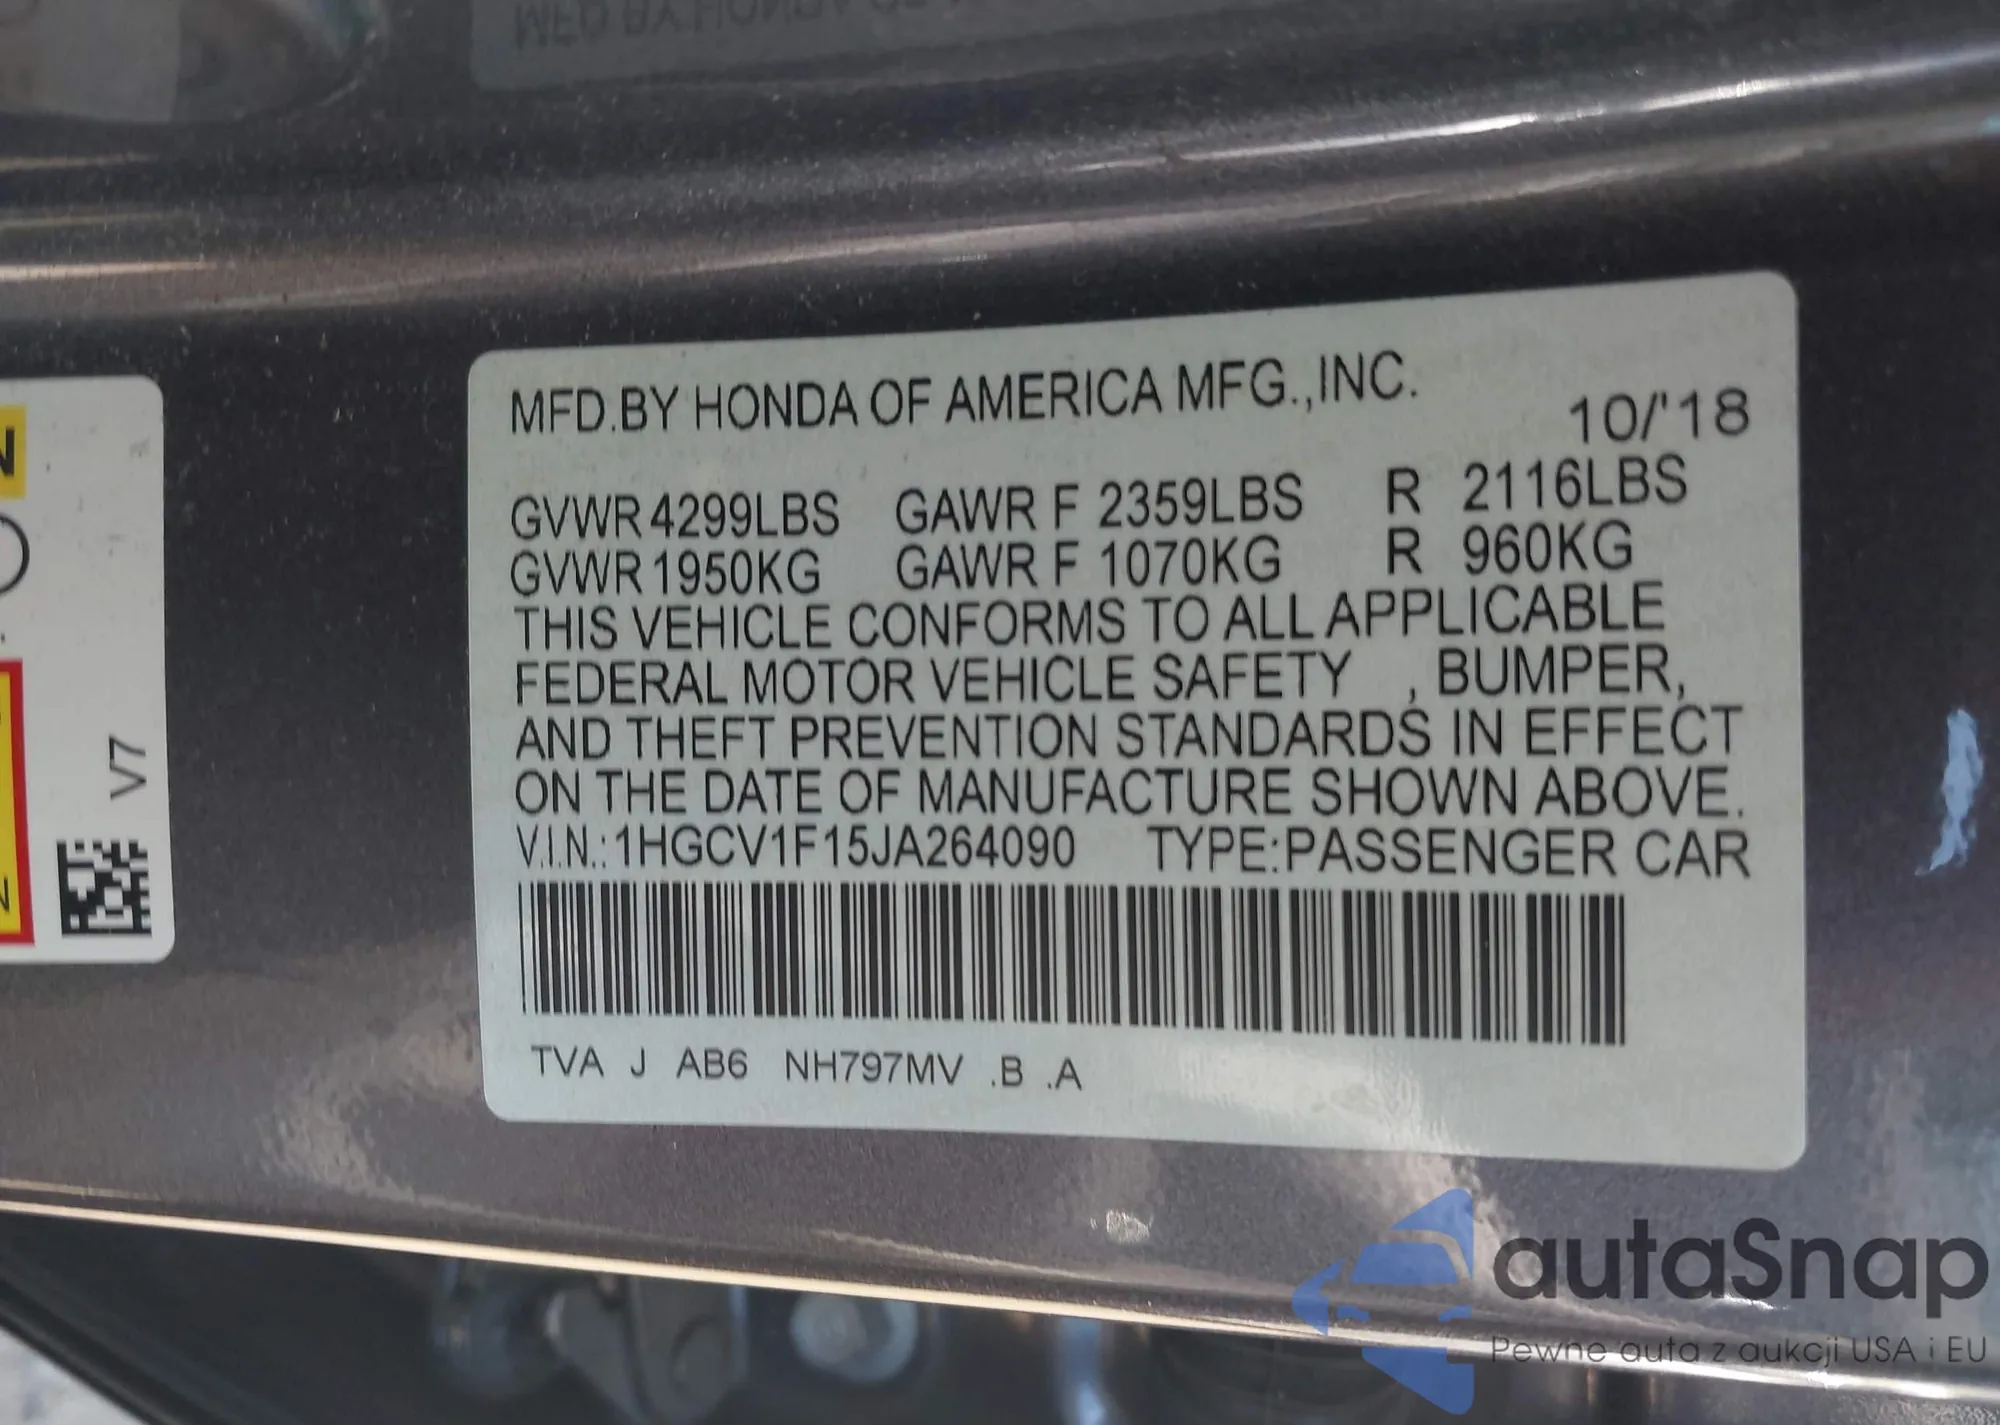 MFD.BY HONDA OF AMERICA MFG.,INC.
10/'18
GVWR 4299LBS GAWR F 2359LBS R 2116LBS
GVWR 1950KG GAWR F 1070KG R 960KG
THIS VEHICLE CONFORMS TO ALL APPLICABLE
FEDERAL MOTOR VEHICLE SAFETY , BUMPER,
AND THEFT PREVENTION STANDARDS IN EFFECT
ON THE DATE OF MANUFACTURE SHOWN ABOVE.
V.I.N.:1HGCV1F15JA264090 TYPE:PASSENGER CAR
TVA J AB6 NH797MV .B .A
N
V7
N
autaSnap
Pewne auta z aukcji USA i EU